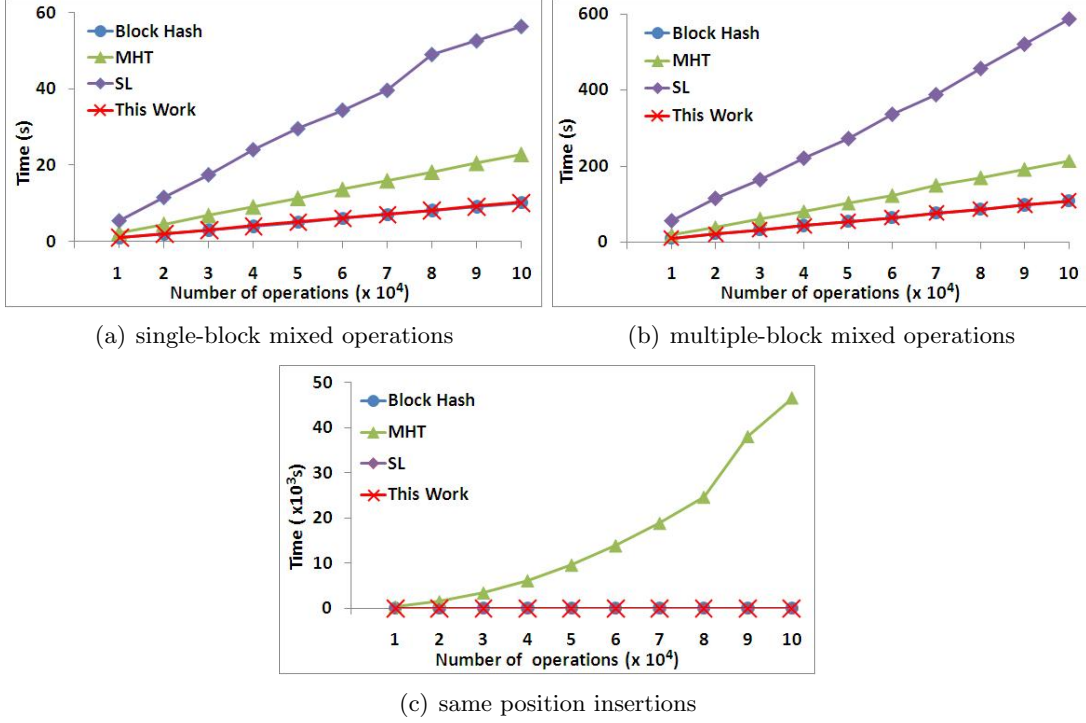 60
40
20
0
Time (s)
Block Hash
MHT
SL
This Work
1 2 3 4 5 6 7 8 9 10
Number of operations (x 10⁴)
(a) single-block mixed operations
600
400
200
0
Time (s)
Block Hash
MHT
SL
This Work
1 2 3 4 5 6 7 8 9 10
Number of operations (x 10⁴)
(b) multiple-block mixed operations
50
40
30
20
10
0
Time ( x10³s)
Block Hash
MHT
SL
This Work
1 2 3 4 5 6 7 8 9 10
Number of operations (x 10⁴)
(c) same position insertions